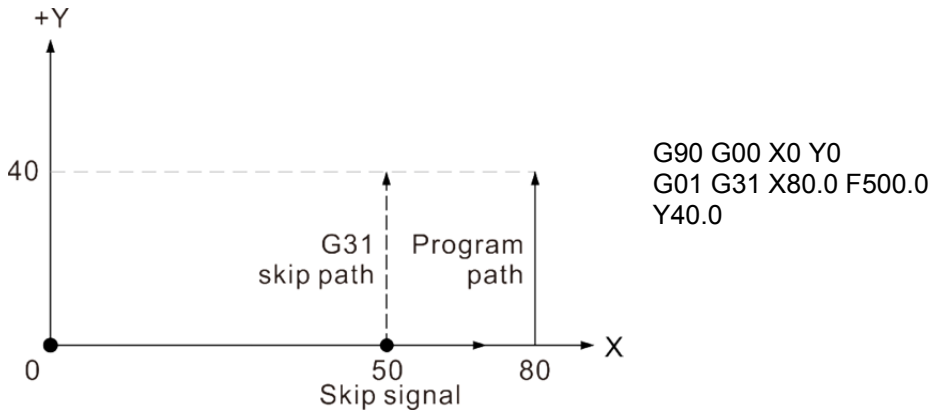 +Y
G90 G00 X0 Y0
G01 G31 X80.0 F500.0
Y40.0
40
G31
skip path
Program
path
X
0
50
80
Skip signal